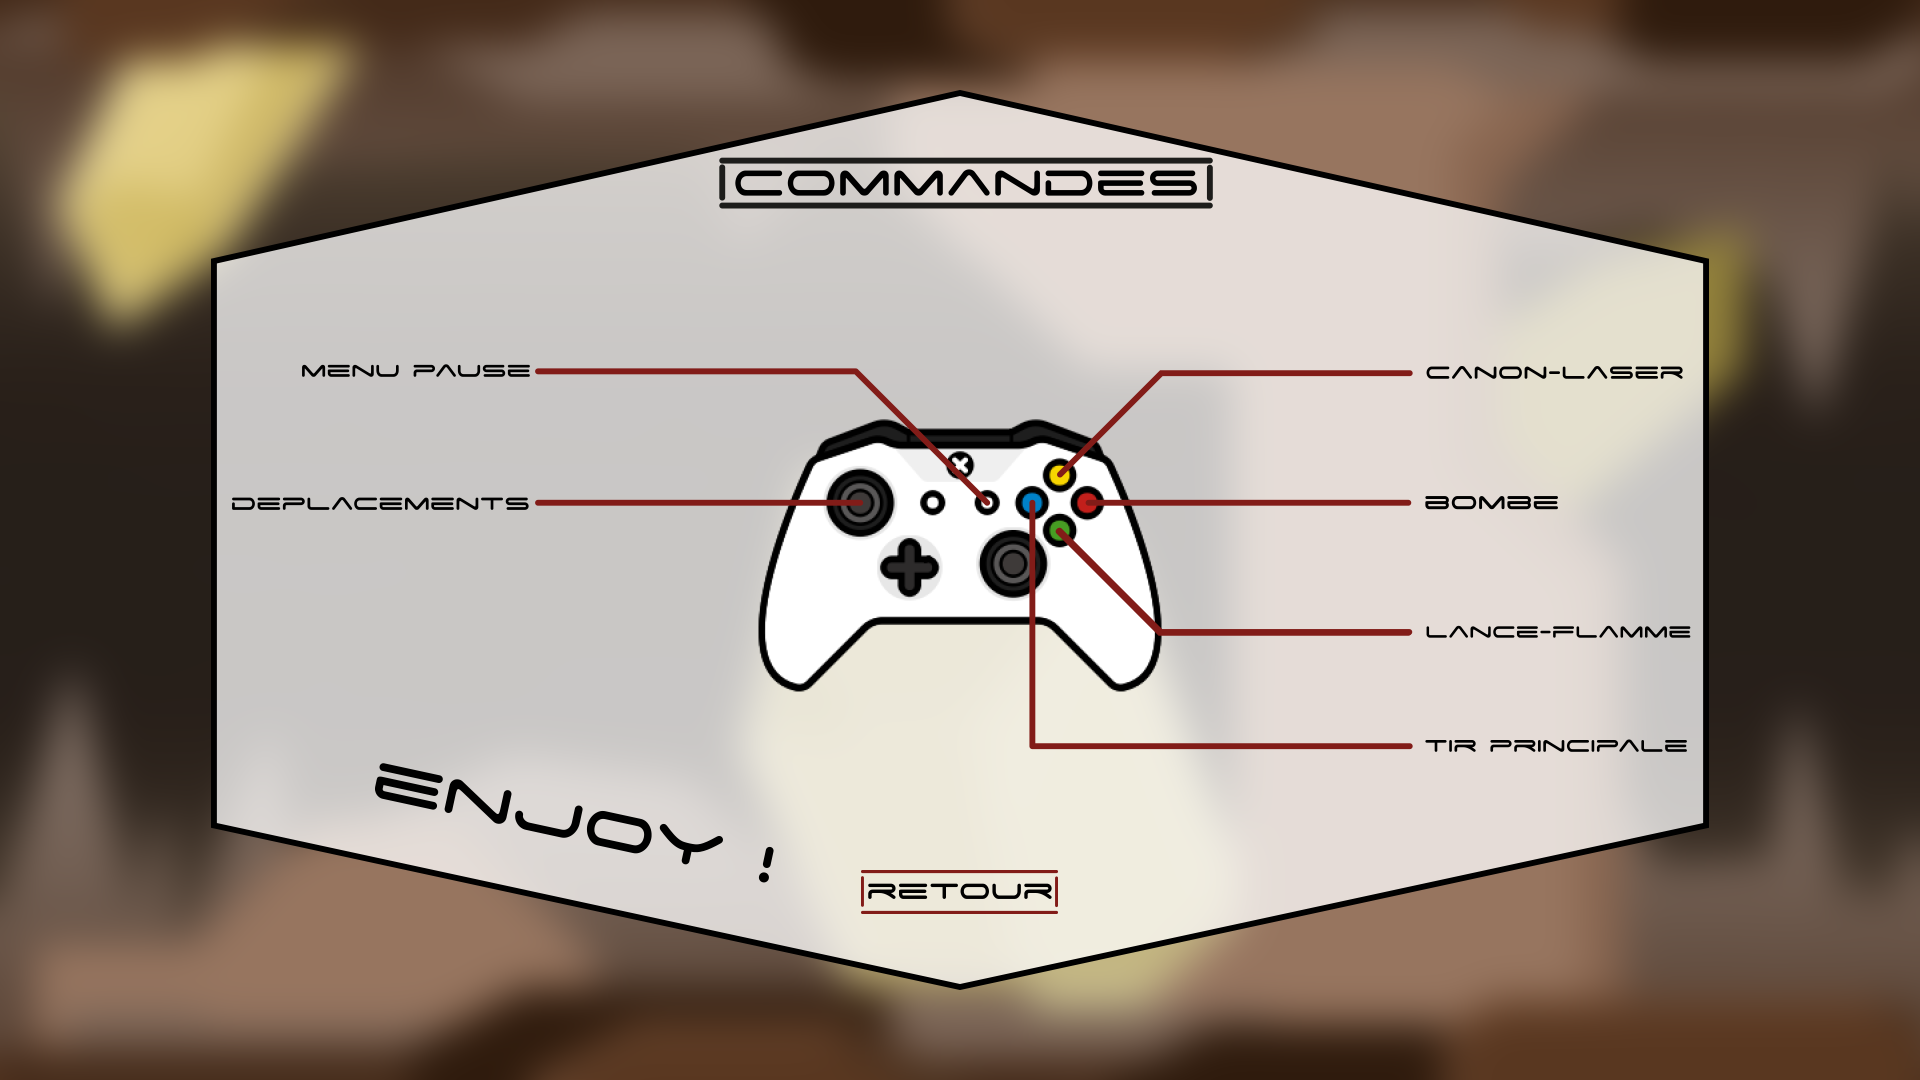 COMMANDES
MENU PAUSE
CANON-LASER
DEPLACEMENTS
BOMBE
LANCE-FLAMME
TIR PRINCIPALE
ENJOY !
RETOUR